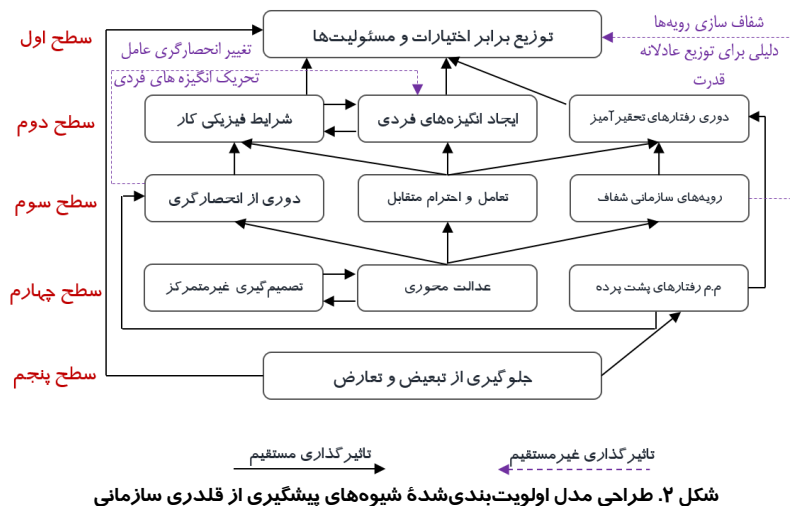 سطح اول
توزیع برابر اختیارات و مسئولیت‌ها
شفاف سازی رویه‌ها
دلیلی برای توزیع عادلانه
قدرت
تغییر انحصارگری عامل
تحریک انگیزه های فردی
سطح دوم
دوری رفتارهای تحقیرآمیز
ایجاد انگیزه‌های فردی
شرایط فیزیکی کار
سطح سوم
رویه‌های سازمانی شفاف
تعامل و احترام متقابل
دوری از انحصارگری
سطح چهارم
م.م رفتارهای پشت پرده
عدالت محوری
تصمیم‌گیری غیرمتمرکز
سطح پنجم
جلوگیری از تبعیض و تعارض
تاثیرگذاری غیرمستقیم
تاثیرگذاری مستقیم
شکل ۲. طراحی مدل اولویت‌بندی‌شدهٔ شیوه‌های پیشگیری از قلدری سازمانی